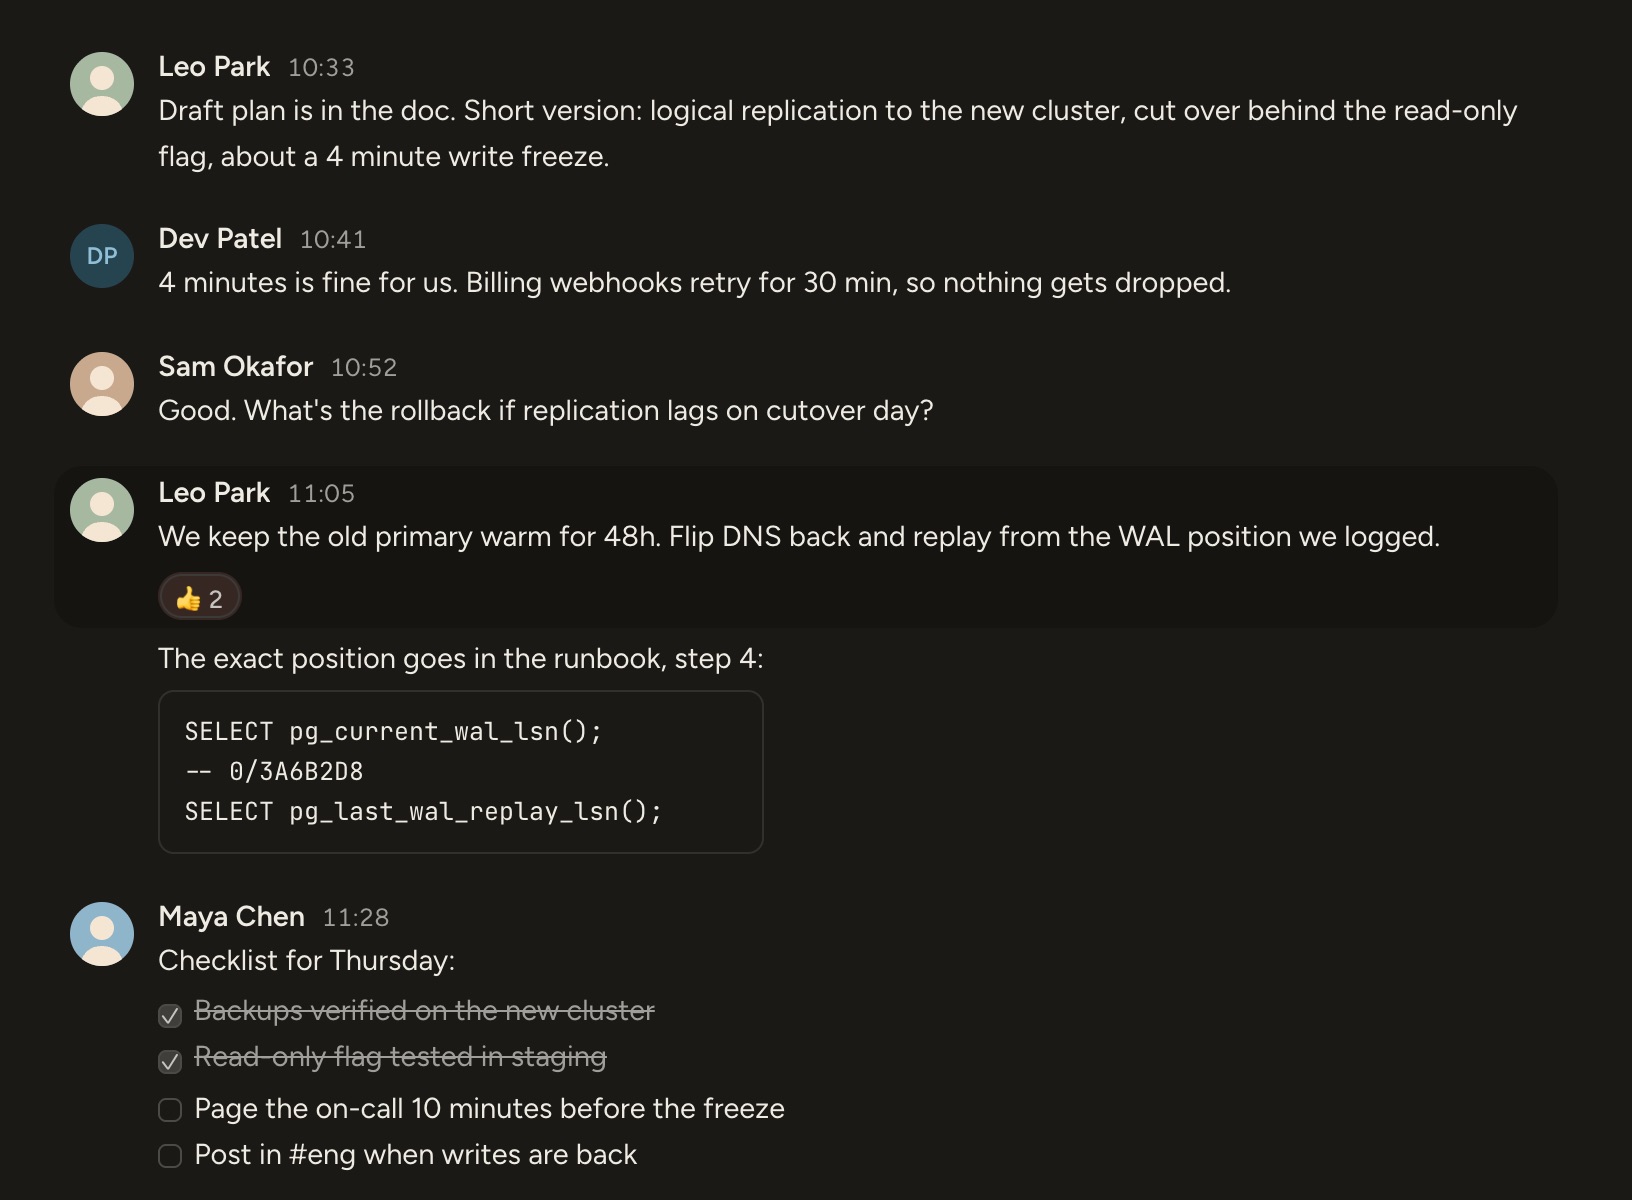 Leo Park 10:33
Draft plan is in the doc. Short version: logical replication to the new cluster, cut over behind the read-only
flag, about a 4 minute write freeze.
DP
Dev Patel 10:41
4 minutes is fine for us. Billing webhooks retry for 30 min, so nothing gets dropped.
Sam Okafor 10:52
Good. What's the rollback if replication lags on cutover day?
Leo Park 11:05
We keep the old primary warm for 48h. Flip DNS back and replay from the WAL position we logged.
👍 2
The exact position goes in the runbook, step 4:
SELECT pg_current_wal_lsn();
-- 0/3A6B2D8
SELECT pg_last_wal_replay_lsn();
Maya Chen 11:28
Checklist for Thursday:
Backups verified on the new cluster
Read-only flag tested in staging
Page the on-call 10 minutes before the freeze
Post in #eng when writes are back